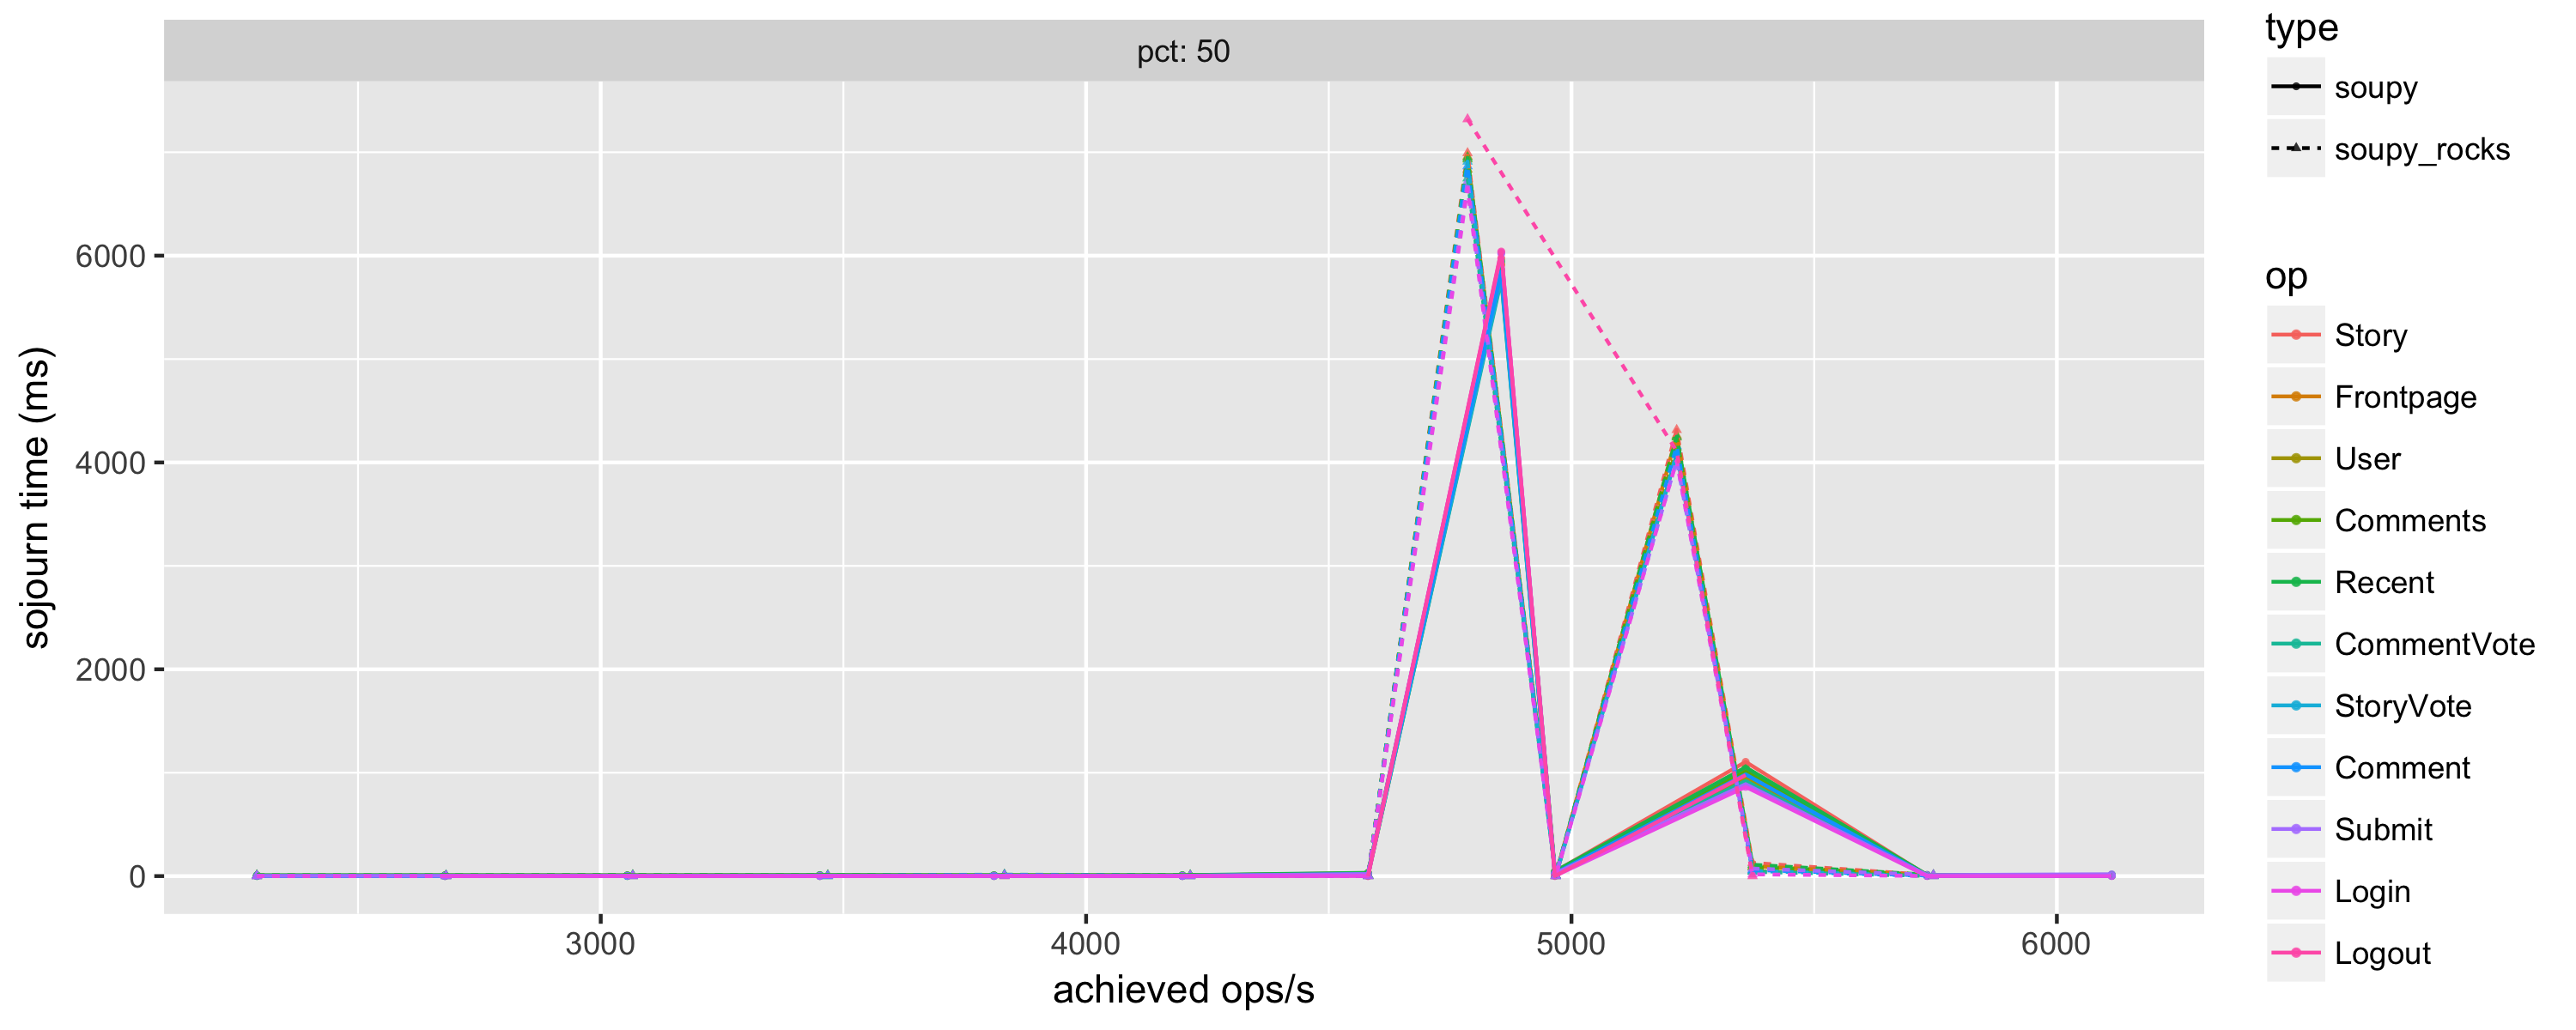 pct: 50
sojourn time (ms)
6000
4000
2000
0
3000
4000
5000
6000
achieved ops/s
type
soupy
soupy_rocks
op
Story
Frontpage
User
Comments
Recent
CommentVote
StoryVote
Comment
Submit
Login
Logout